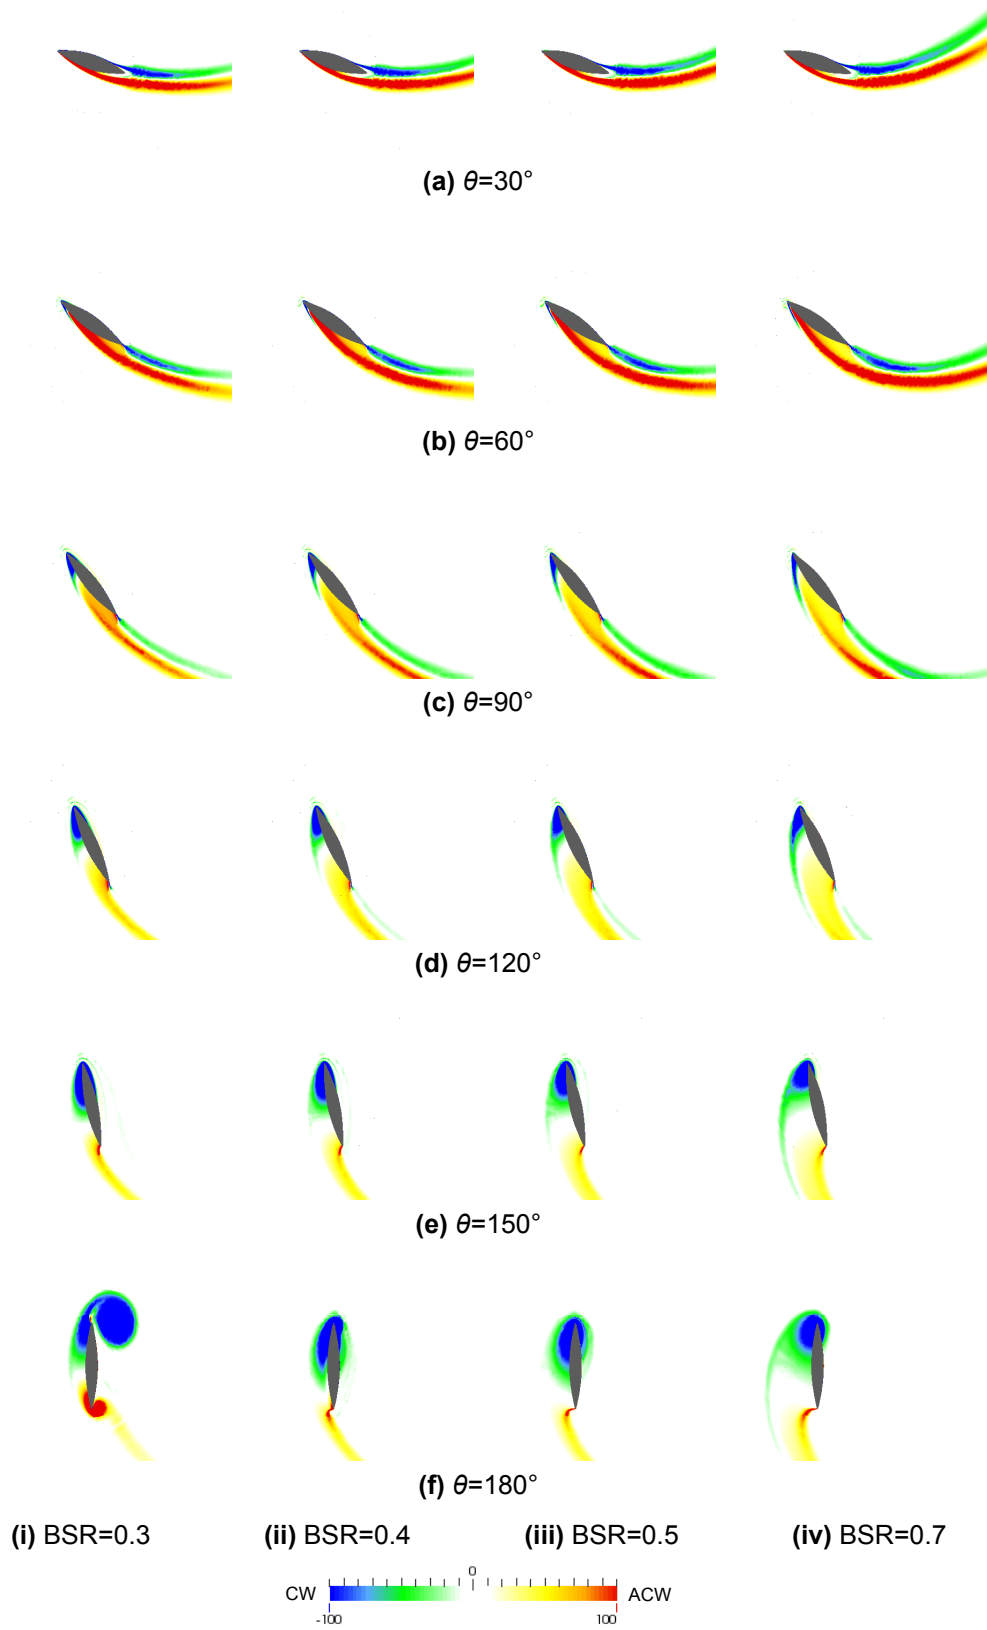 (a) θ=30°
(b) θ=60°
(c) θ=90°
(d) θ=120°
(e) θ=150°
(f) θ=180°
(i) BSR=0.3 (ii) BSR=0.4 (iii) BSR=0.5 (iv) BSR=0.7
0
CW ACW
-100 100